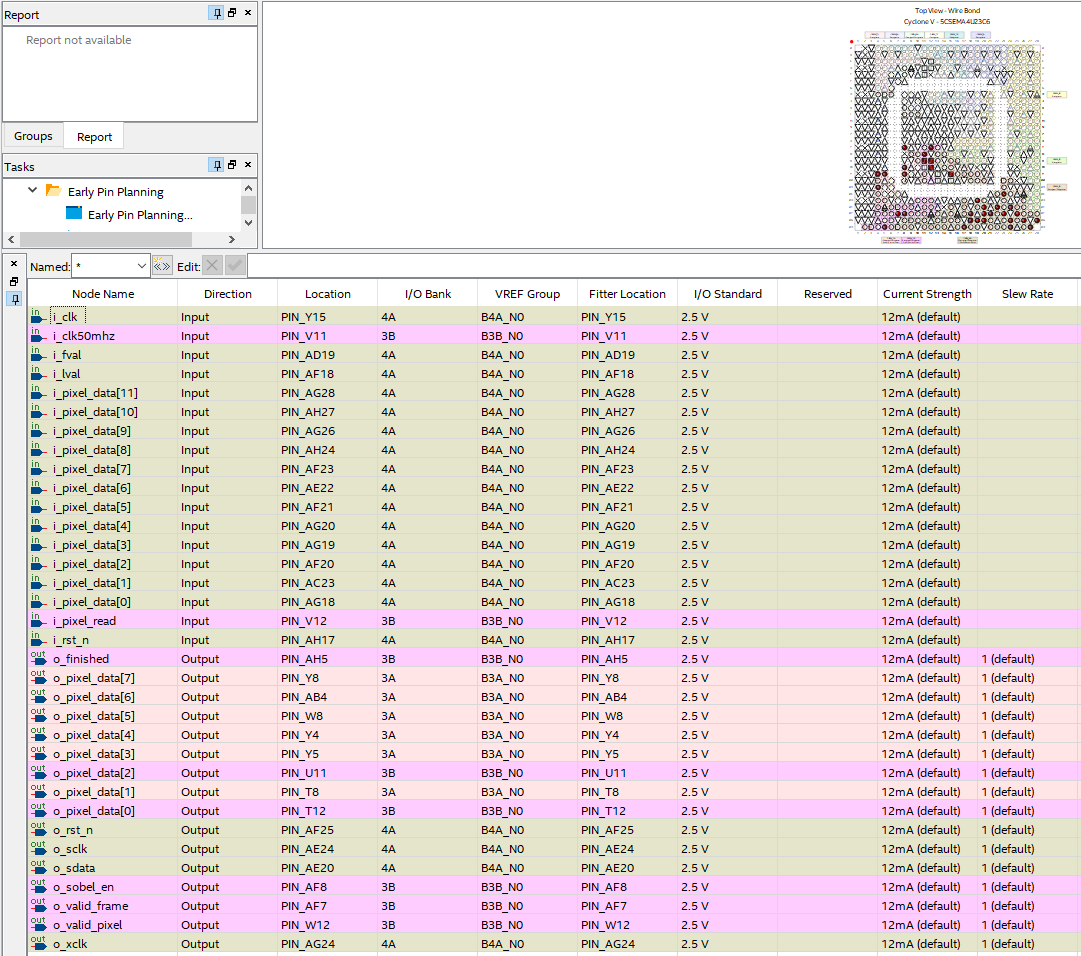 Report
Report not available
Groups Report
Tasks
Early Pin Planning
Early Pin Planning...
Top View - Wire Bond
Cyclone V - 5CSEMA4U23C6
Named: * Edit:
Node Name Direction Location I/O Bank VREF Group Fitter Location I/O Standard Reserved Current Strength Slew Rate
in i_clk Input PIN_Y15 4A B4A_N0 PIN_Y15 2.5 V 12mA (default)
in i_clk50mhz Input PIN_V11 3B B3B_N0 PIN_V11 2.5 V 12mA (default)
in i_fval Input PIN_AD19 4A B4A_N0 PIN_AD19 2.5 V 12mA (default)
in i_lval Input PIN_AF18 4A B4A_N0 PIN_AF18 2.5 V 12mA (default)
in i_pixel_data[11] Input PIN_AG28 4A B4A_N0 PIN_AG28 2.5 V 12mA (default)
in i_pixel_data[10] Input PIN_AH27 4A B4A_N0 PIN_AH27 2.5 V 12mA (default)
in i_pixel_data[9] Input PIN_AG26 4A B4A_N0 PIN_AG26 2.5 V 12mA (default)
in i_pixel_data[8] Input PIN_AH24 4A B4A_N0 PIN_AH24 2.5 V 12mA (default)
in i_pixel_data[7] Input PIN_AF23 4A B4A_N0 PIN_AF23 2.5 V 12mA (default)
in i_pixel_data[6] Input PIN_AE22 4A B4A_N0 PIN_AE22 2.5 V 12mA (default)
in i_pixel_data[5] Input PIN_AF21 4A B4A_N0 PIN_AF21 2.5 V 12mA (default)
in i_pixel_data[4] Input PIN_AG20 4A B4A_N0 PIN_AG20 2.5 V 12mA (default)
in i_pixel_data[3] Input PIN_AG19 4A B4A_N0 PIN_AG19 2.5 V 12mA (default)
in i_pixel_data[2] Input PIN_AF20 4A B4A_N0 PIN_AF20 2.5 V 12mA (default)
in i_pixel_data[1] Input PIN_AC23 4A B4A_N0 PIN_AC23 2.5 V 12mA (default)
in i_pixel_data[0] Input PIN_AG18 4A B4A_N0 PIN_AG18 2.5 V 12mA (default)
in i_pixel_read Input PIN_V12 3B B3B_N0 PIN_V12 2.5 V 12mA (default)
in i_rst_n Input PIN_AH17 4A B4A_N0 PIN_AH17 2.5 V 12mA (default)
out o_finished Output PIN_AH5 3B B3B_N0 PIN_AH5 2.5 V 12mA (default) 1 (default)
out o_pixel_data[7] Output PIN_Y8 3A B3A_N0 PIN_Y8 2.5 V 12mA (default) 1 (default)
out o_pixel_data[6] Output PIN_AB4 3A B3A_N0 PIN_AB4 2.5 V 12mA (default) 1 (default)
out o_pixel_data[5] Output PIN_W8 3A B3A_N0 PIN_W8 2.5 V 12mA (default) 1 (default)
out o_pixel_data[4] Output PIN_Y4 3A B3A_N0 PIN_Y4 2.5 V 12mA (default) 1 (default)
out o_pixel_data[3] Output PIN_Y5 3A B3A_N0 PIN_Y5 2.5 V 12mA (default) 1 (default)
out o_pixel_data[2] Output PIN_U11 3B B3B_N0 PIN_U11 2.5 V 12mA (default) 1 (default)
out o_pixel_data[1] Output PIN_T8 3A B3A_N0 PIN_T8 2.5 V 12mA (default) 1 (default)
out o_pixel_data[0] Output PIN_T12 3B B3B_N0 PIN_T12 2.5 V 12mA (default) 1 (default)
out o_rst_n Output PIN_AF25 4A B4A_N0 PIN_AF25 2.5 V 12mA (default) 1 (default)
out o_sclk Output PIN_AE24 4A B4A_N0 PIN_AE24 2.5 V 12mA (default) 1 (default)
out o_sdata Output PIN_AE20 4A B4A_N0 PIN_AE20 2.5 V 12mA (default) 1 (default)
out o_sobel_en Output PIN_AF8 3B B3B_N0 PIN_AF8 2.5 V 12mA (default) 1 (default)
out o_valid_frame Output PIN_AF7 3B B3B_N0 PIN_AF7 2.5 V 12mA (default) 1 (default)
out o_valid_pixel Output PIN_W12 3B B3B_N0 PIN_W12 2.5 V 12mA (default) 1 (default)
out o_xclk Output PIN_AG24 4A B4A_N0 PIN_AG24 2.5 V 12mA (default) 1 (default)